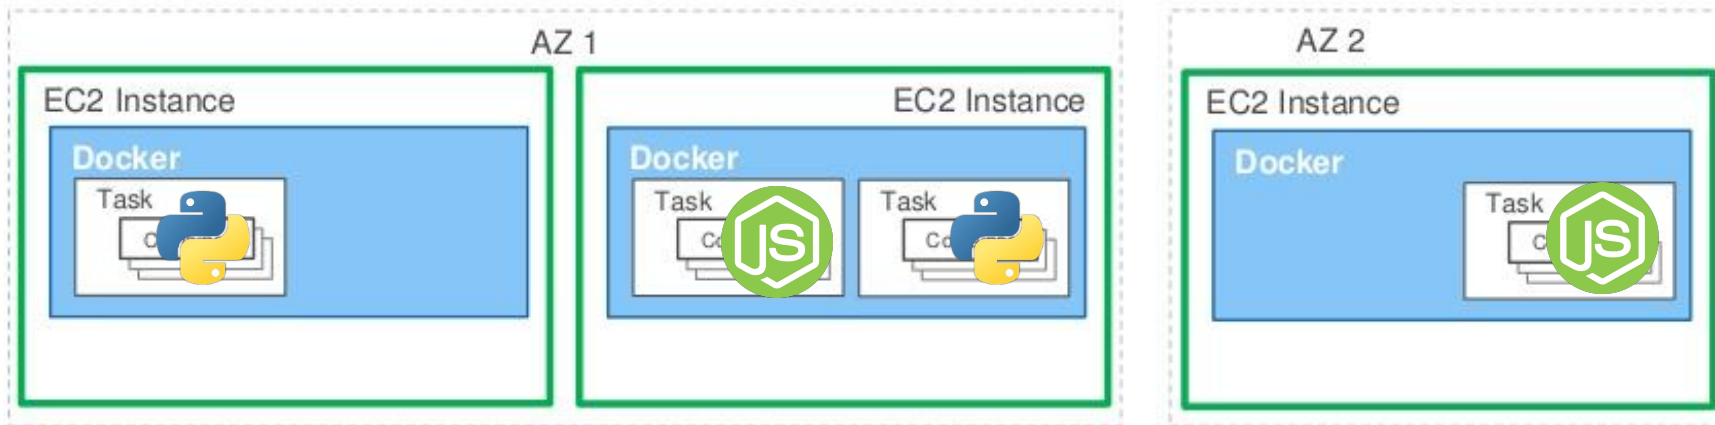 AZ 1
EC2 Instance
Docker
Task
EC2 Instance
Docker
Task
JS
Task
AZ 2
EC2 Instance
Docker
Task
JS